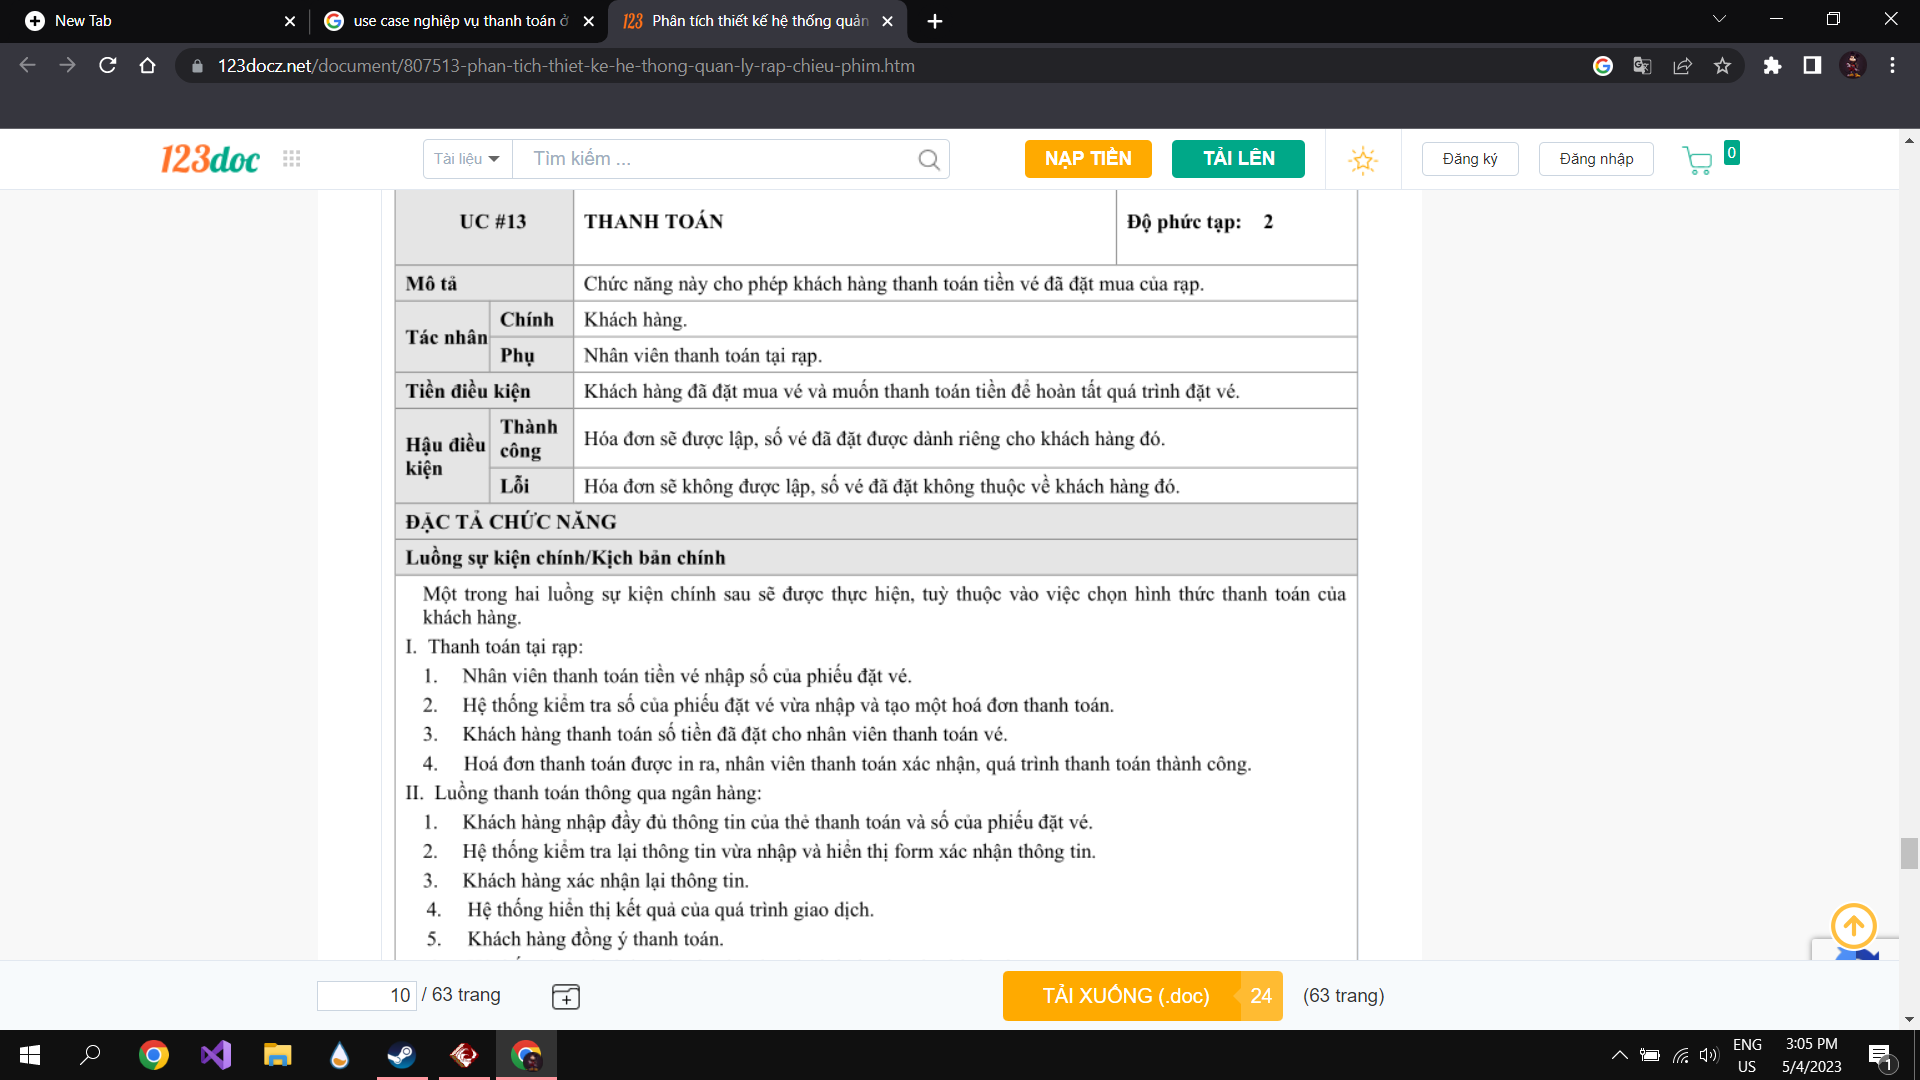 New Tab
use case nghiệp vụ thanh toán ở
123 Phân tích thiết kế hệ thống quản
123docz.net/document/807513-phan-tich-thiet-ke-he-thong-quan-ly-rap-chieu-phim.htm
123doc Tài liệu Tìm kiếm ... NẠP TIỀN TẢI LÊN Đăng ký Đăng nhập 0
UC #13 THANH TOÁN Độ phức tạp: 2
Mô tả Chức năng này cho phép khách hàng thanh toán tiền vé đã đặt mua của rạp.
Tác nhân Chính Khách hàng.
Phụ Nhân viên thanh toán tại rạp.
Tiền điều kiện Khách hàng đã đặt mua vé và muốn thanh toán tiền để hoàn tất quá trình đặt vé.
Hậu điều kiện Thành công Hóa đơn sẽ được lập, số vé đã đặt được dành riêng cho khách hàng đó.
Lỗi Hóa đơn sẽ không được lập, số vé đã đặt không thuộc về khách hàng đó.
ĐẶC TẢ CHỨC NĂNG
Luồng sự kiện chính/Kịch bản chính
Một trong hai luồng sự kiện chính sau sẽ được thực hiện, tuỳ thuộc vào việc chọn hình thức thanh toán của
khách hàng.
I. Thanh toán tại rạp:
1. Nhân viên thanh toán tiền vé nhập số của phiếu đặt vé.
2. Hệ thống kiểm tra số của phiếu đặt vé vừa nhập và tạo một hoá đơn thanh toán.
3. Khách hàng thanh toán số tiền đã đặt cho nhân viên thanh toán vé.
4. Hoá đơn thanh toán được in ra, nhân viên thanh toán xác nhận, quá trình thanh toán thành công.
II. Luồng thanh toán thông qua ngân hàng:
1. Khách hàng nhập đầy đủ thông tin của thẻ thanh toán và số của phiếu đặt vé.
2. Hệ thống kiểm tra lại thông tin vừa nhập và hiển thị form xác nhận thông tin.
3. Khách hàng xác nhận lại thông tin.
4. Hệ thống hiển thị kết quả của quá trình giao dịch.
5. Khách hàng đồng ý thanh toán.
10 / 63 trang TẢI XUỐNG (.doc) 24 (63 trang)
ENG
US
3:05 PM
5/4/2023
1